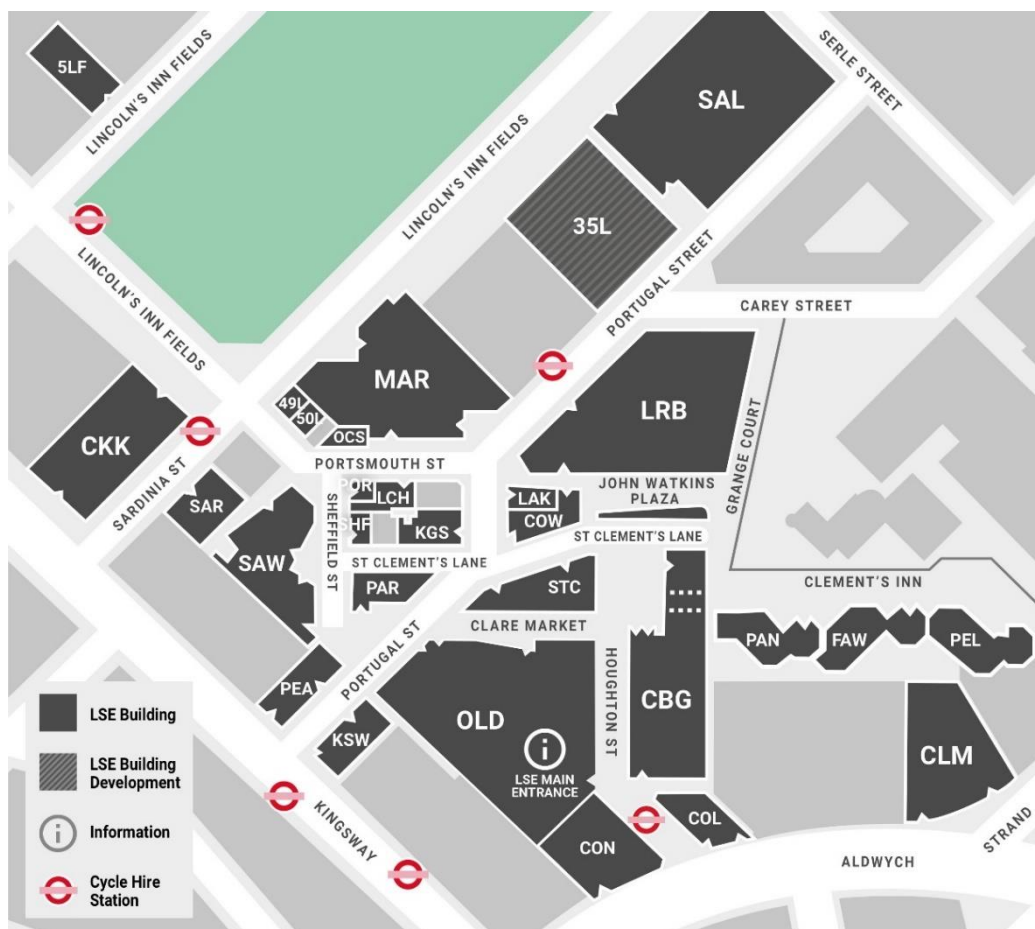 5LF
LINCOLN'S INN FIELDS
SERLE STREET
SAL
LINCOLN'S INN FIELDS
35L
LINCOLN'S INN FIELDS
PORTUGAL STREET
CAREY STREET
MAR
49L
50L
OCS
LRB
GRANGE COURT
CKK
SARDINIA ST
PORTSMOUTH ST
JOHN WATKINS
PLAZA
POR
LCH
SAR
SHEFFIELD ST
SHF
KGS
LAK
COW
ST CLEMENT'S LANE
SAW
ST CLEMENT'S LANE
PAR
STC
CLEMENT'S INN
CLARE MARKET
PORTUGAL ST
HOUGHTON ST
PAN
FAW
PEL
PEA
KSW
OLD
CBG
LSE MAIN
ENTRANCE
CLM
KINGSWAY
CON
COL
ALDWYCH
STRAND
LSE Building
LSE Building
Development
Information
Cycle Hire
Station